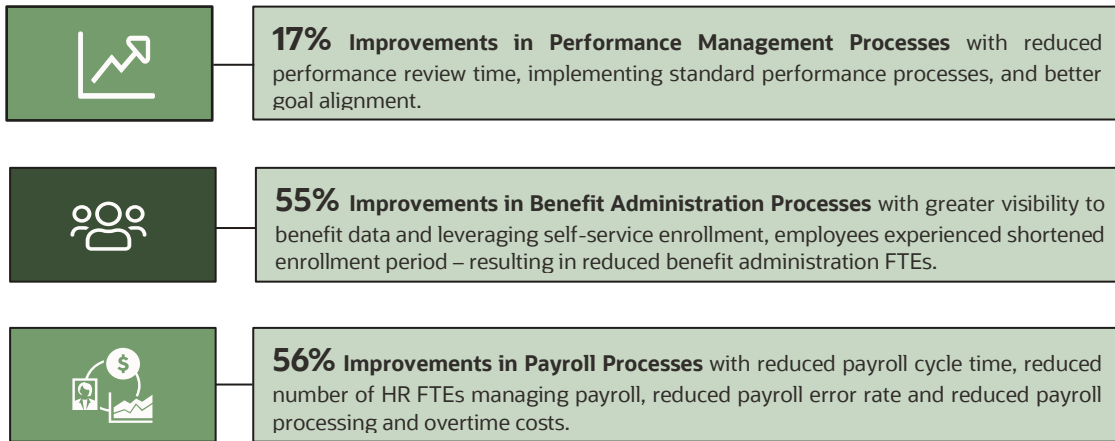 17% Improvements in Performance Management Processes with reduced
performance review time, implementing standard performance processes, and better
goal alignment.
55% Improvements in Benefit Administration Processes with greater visibility to
benefit data and leveraging self-service enrollment, employees experienced shortened
enrollment period – resulting in reduced benefit administration FTEs.
$
56% Improvements in Payroll Processes with reduced payroll cycle time, reduced
number of HR FTEs managing payroll, reduced payroll error rate and reduced payroll
processing and overtime costs.